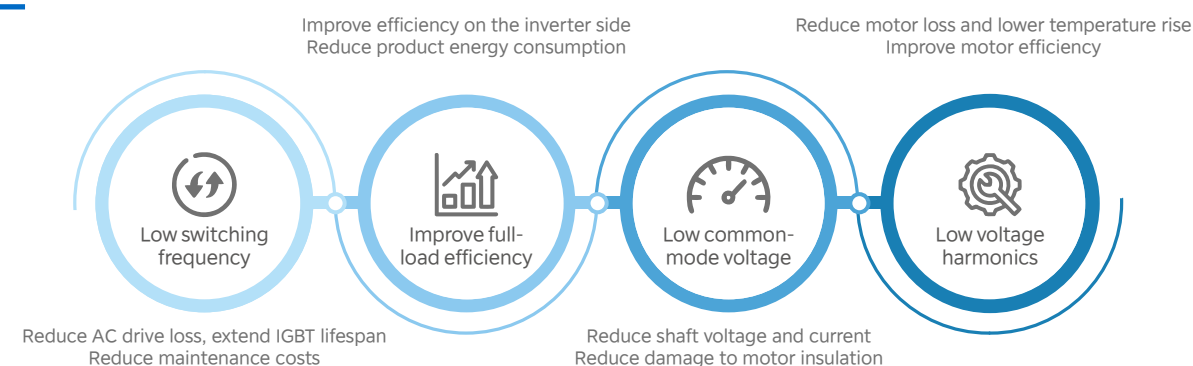 Improve efficiency on the inverter side
Reduce product energy consumption
Reduce motor loss and lower temperature rise
Improve motor efficiency
Low switching
frequency
Improve full-
load efficiency
Low common-
mode voltage
Low voltage
harmonics
Reduce AC drive loss, extend IGBT lifespan
Reduce maintenance costs
Reduce shaft voltage and current
Reduce damage to motor insulation